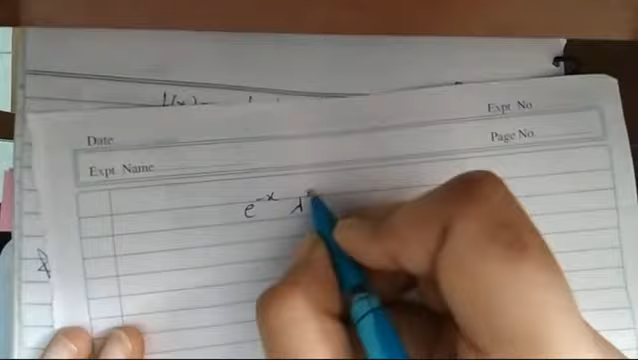 Expt No
Date
Page No.
Expt Name
e^{-x} λ